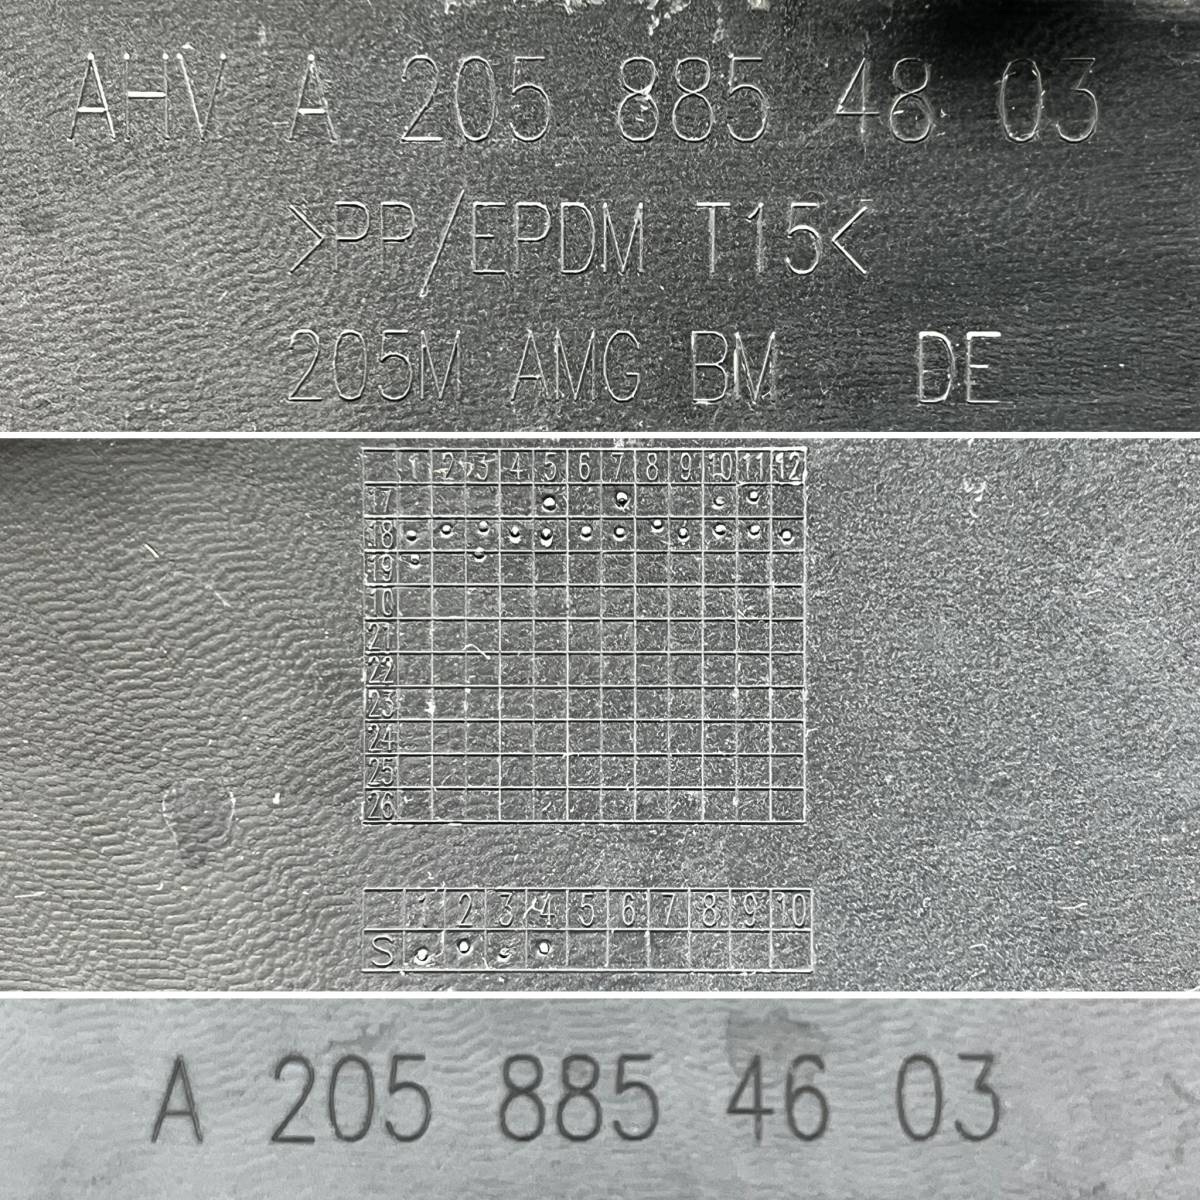 AHV A 205 885 48 03
>PP/EPDM T15<
205M AMG BM DE
1 2 3 4 5 6 7 8 9 10 11 12
17
18
19
10
21
22
23
24
25
26
1 2 3 4 5 6 7 8 9 10
S
A 205 885 46 03